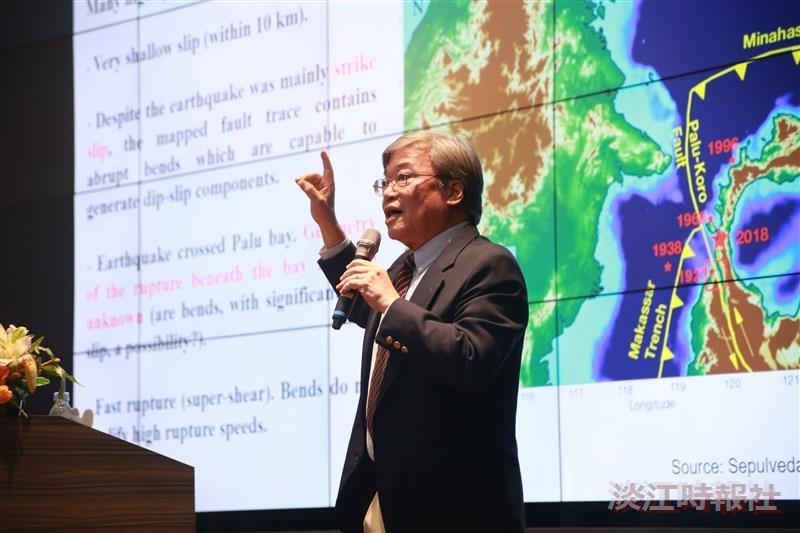 Many
- Very shallow slip (within 10 km).
- Despite the earthquake was mainly strike
slip, the mapped fault trace contains
abrupt bends which are capable to
generate dip-slip components.
- Earthquake crossed Palu bay.
of the rupture beneath the bay
unknown (are bends, with significan
slip, a possibility?).
Fast rupture (super-shear). Bends do
high rupture speeds.
N
Minahas
Palu-Koro
Fault
1996
1968
2018
1938
1927
Makassar
Trench
116 117 118 119 120 121
Longitude
Source: Sepulveda
淡江時報社